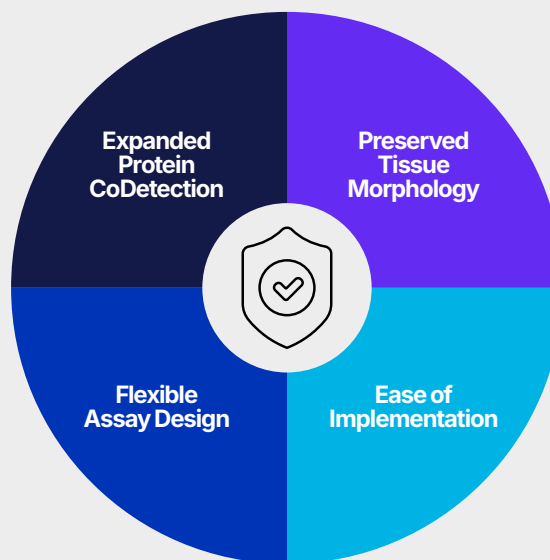 Expanded
Protein
CoDetection
Preserved
Tissue
Morphology
Flexible
Assay Design
Ease of
Implementation